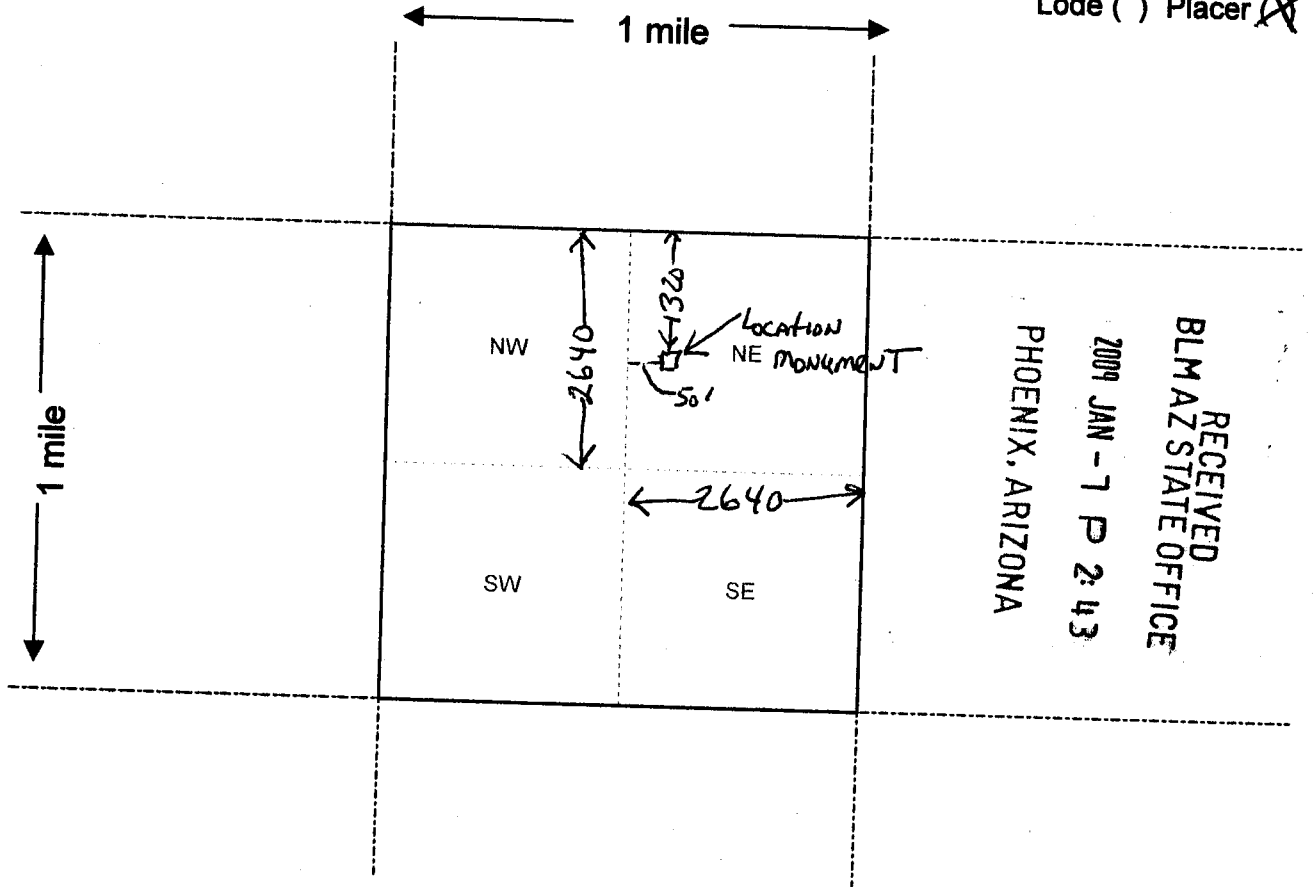 Lode ( ) Placer (X)
1 mile
1 mile
NW
2640
1320
LOCATION
NE MONUMENT
50'
2640
SW
SE
RECEIVED
BLM AZ STATE OFFICE
2009 JAN -7 P 2:43
PHOENIX, ARIZONA